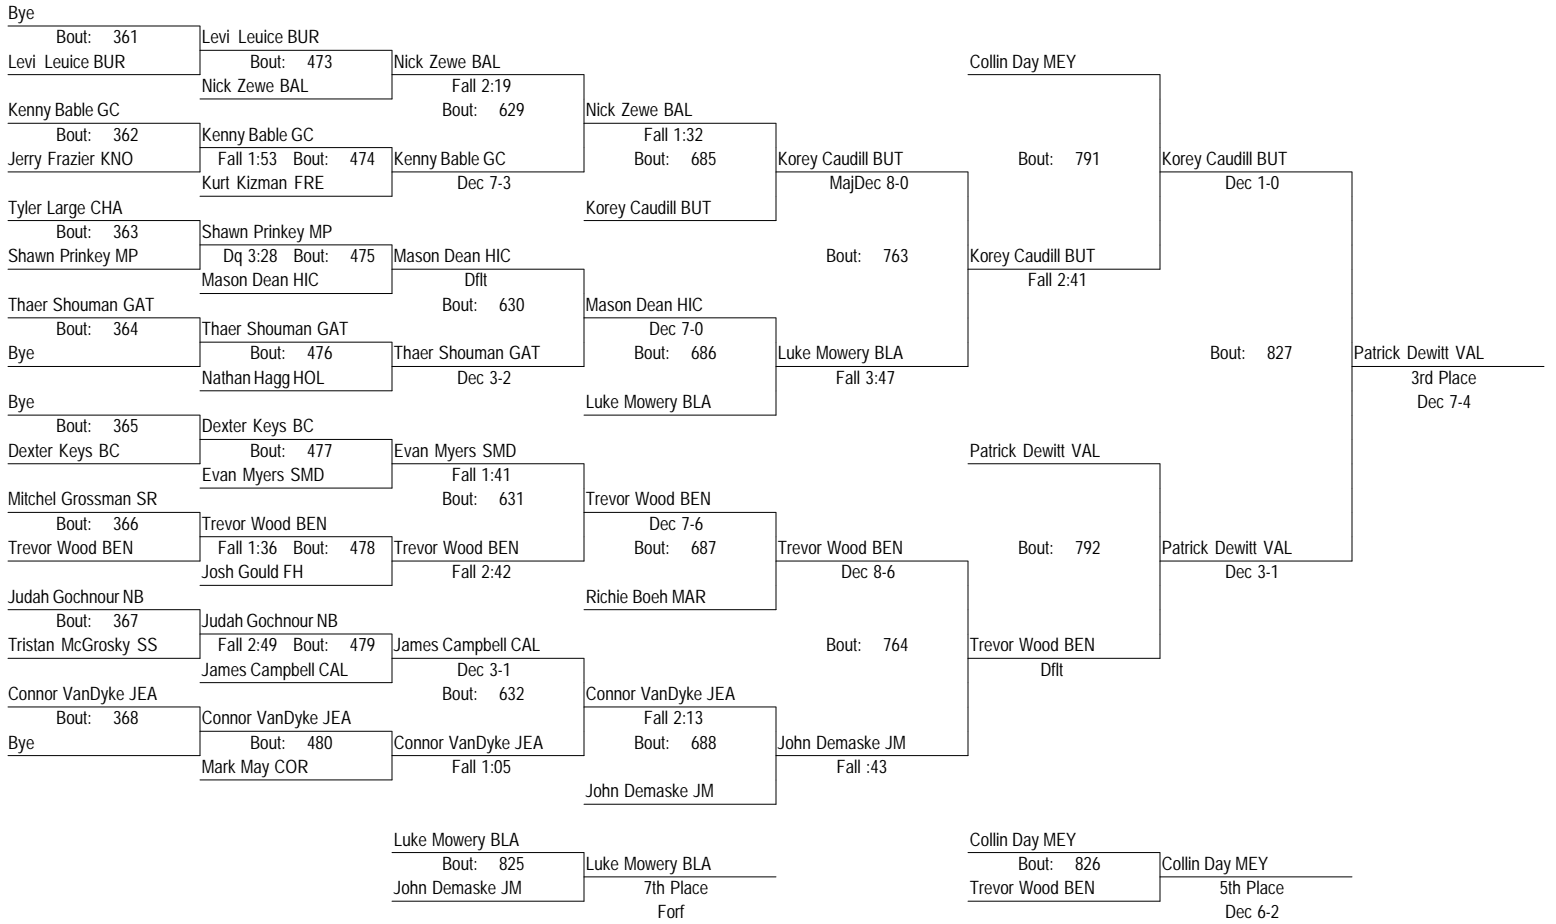 Bye
Bout: 361 Levi Leuice BUR
Levi Leuice BUR Bout: 473 Nick Zewe BAL Collin Day MEY
Nick Zewe BAL Fall 2:19
Kenny Bable GC Bout: 629 Nick Zewe BAL
Bout: 362 Kenny Bable GC Fall 1:32
Jerry Frazier KNO Fall 1:53 Bout: 474 Kenny Bable GC Bout: 685 Korey Caudill BUT Bout: 791 Korey Caudill BUT
Kurt Kizman FRE Dec 7-3 MajDec 8-0 Dec 1-0
Tyler Large CHA Korey Caudill BUT
Bout: 363 Shawn Prinkey MP
Shawn Prinkey MP Dq 3:28 Bout: 475 Mason Dean HIC Bout: 763 Korey Caudill BUT
Mason Dean HIC Dflt Fall 2:41
Thaer Shouman GAT Bout: 630 Mason Dean HIC
Bout: 364 Thaer Shouman GAT Dec 7-0
Bye Bout: 476 Thaer Shouman GAT Bout: 686 Luke Mowery BLA Bout: 827 Patrick Dewitt VAL
Nathan Hagg HOL Dec 3-2 Fall 3:47 3rd Place
Bye Luke Mowery BLA Dec 7-4
Bout: 365 Dexter Keys BC
Dexter Keys BC Bout: 477 Evan Myers SMD Patrick Dewitt VAL
Evan Myers SMD Fall 1:41
Mitchel Grossman SR Bout: 631 Trevor Wood BEN
Bout: 366 Trevor Wood BEN Dec 7-6
Trevor Wood BEN Fall 1:36 Bout: 478 Trevor Wood BEN Bout: 687 Trevor Wood BEN Bout: 792 Patrick Dewitt VAL
Josh Gould FH Fall 2:42 Dec 8-6 Dec 3-1
Judah Gochnour NB Richie Boeh MAR
Bout: 367 Judah Gochnour NB
Tristan McGrosky SS Fall 2:49 Bout: 479 James Campbell CAL Bout: 764 Trevor Wood BEN
James Campbell CAL Dec 3-1 Dflt
Connor VanDyke JEA Bout: 632 Connor VanDyke JEA
Bout: 368 Connor VanDyke JEA Fall 2:13
Bye Bout: 480 Connor VanDyke JEA Bout: 688 John Demaske JM
Mark May COR Fall 1:05 Fall :43
John Demaske JM
Luke Mowery BLA Collin Day MEY
Bout: 825 Luke Mowery BLA Bout: 826 Collin Day MEY
John Demaske JM 7th Place Trevor Wood BEN 5th Place
Forf Dec 6-2